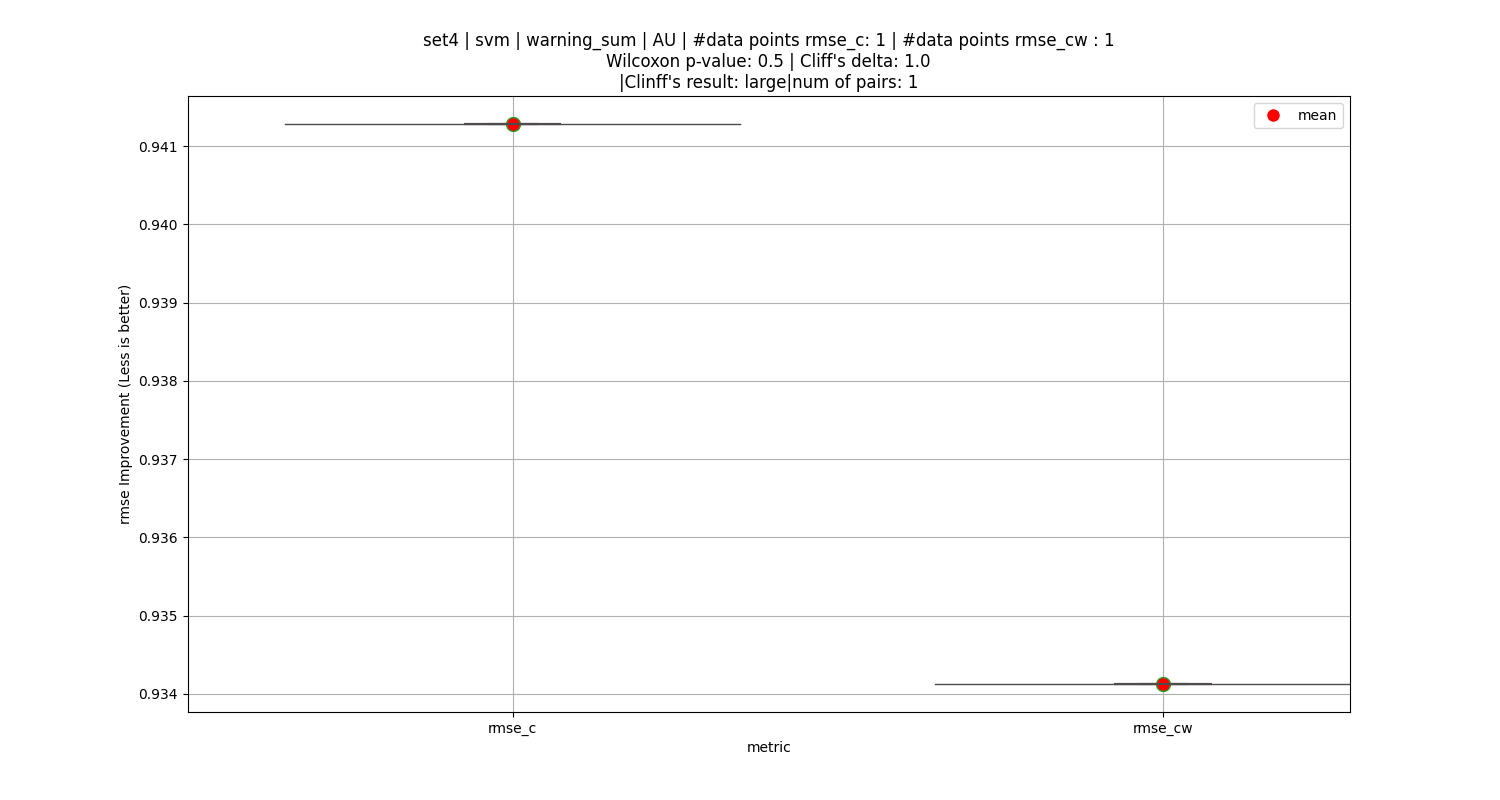 set4 | svm | warning_sum | AU | #data points rmse_c: 1 | #data points rmse_cw : 1
Wilcoxon p-value: 0.5 | Cliff's delta: 1.0
|Clinff's result: large|num of pairs: 1
mean
rmse Improvement (Less is better)
0.941
0.940
0.939
0.938
0.937
0.936
0.935
0.934
rmse_c
rmse_cw
metric